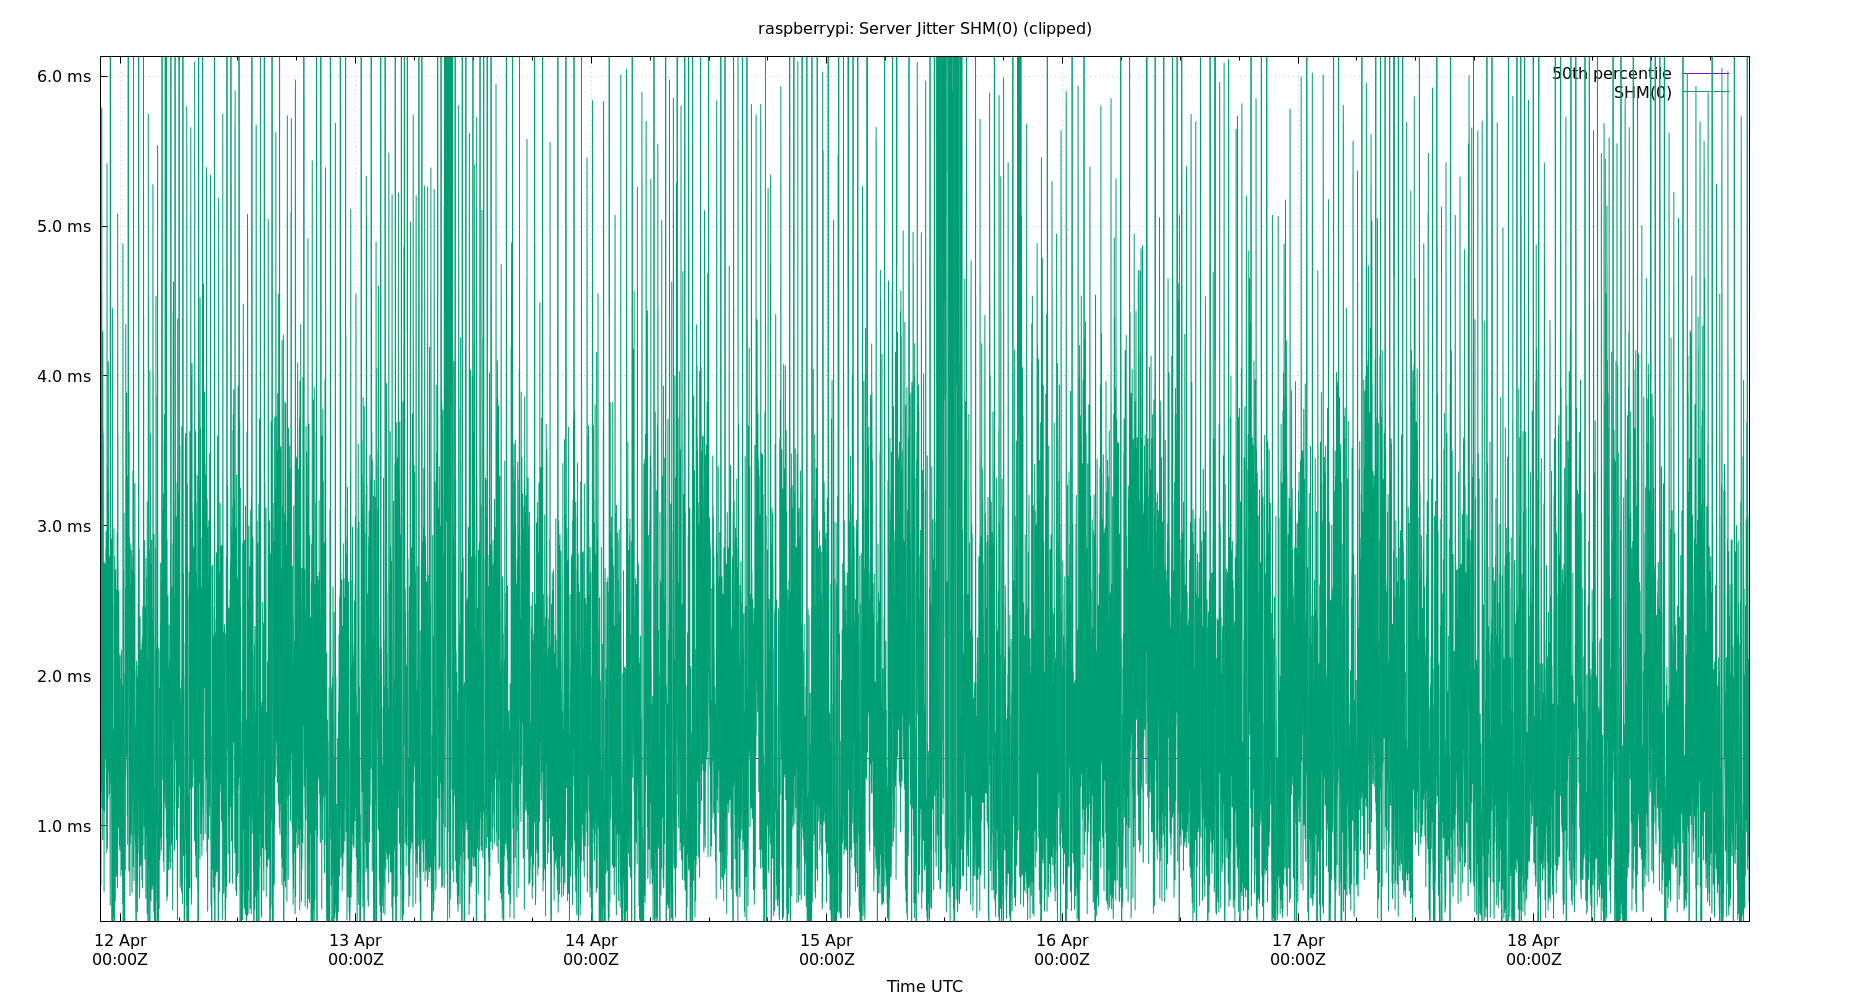 raspberrypi: Server Jitter SHM(0) (clipped)
50th percentile
SHM(0)
6.0 ms
5.0 ms
4.0 ms
3.0 ms
2.0 ms
1.0 ms
12 Apr 13 Apr 14 Apr 15 Apr 16 Apr 17 Apr 18 Apr
00:00Z 00:00Z 00:00Z 00:00Z 00:00Z 00:00Z 00:00Z
Time UTC